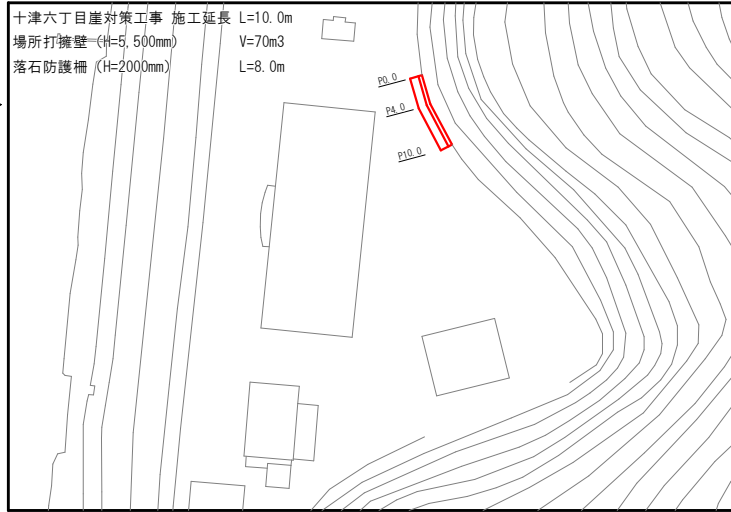 十津六丁目崖対策工事 施工延長 L=10.0m
場所打擁壁 (H=5,500mm) V=70m3
落石防護柵 (H=2000mm) L=8.0m
P0.0
P4.0
P10.0